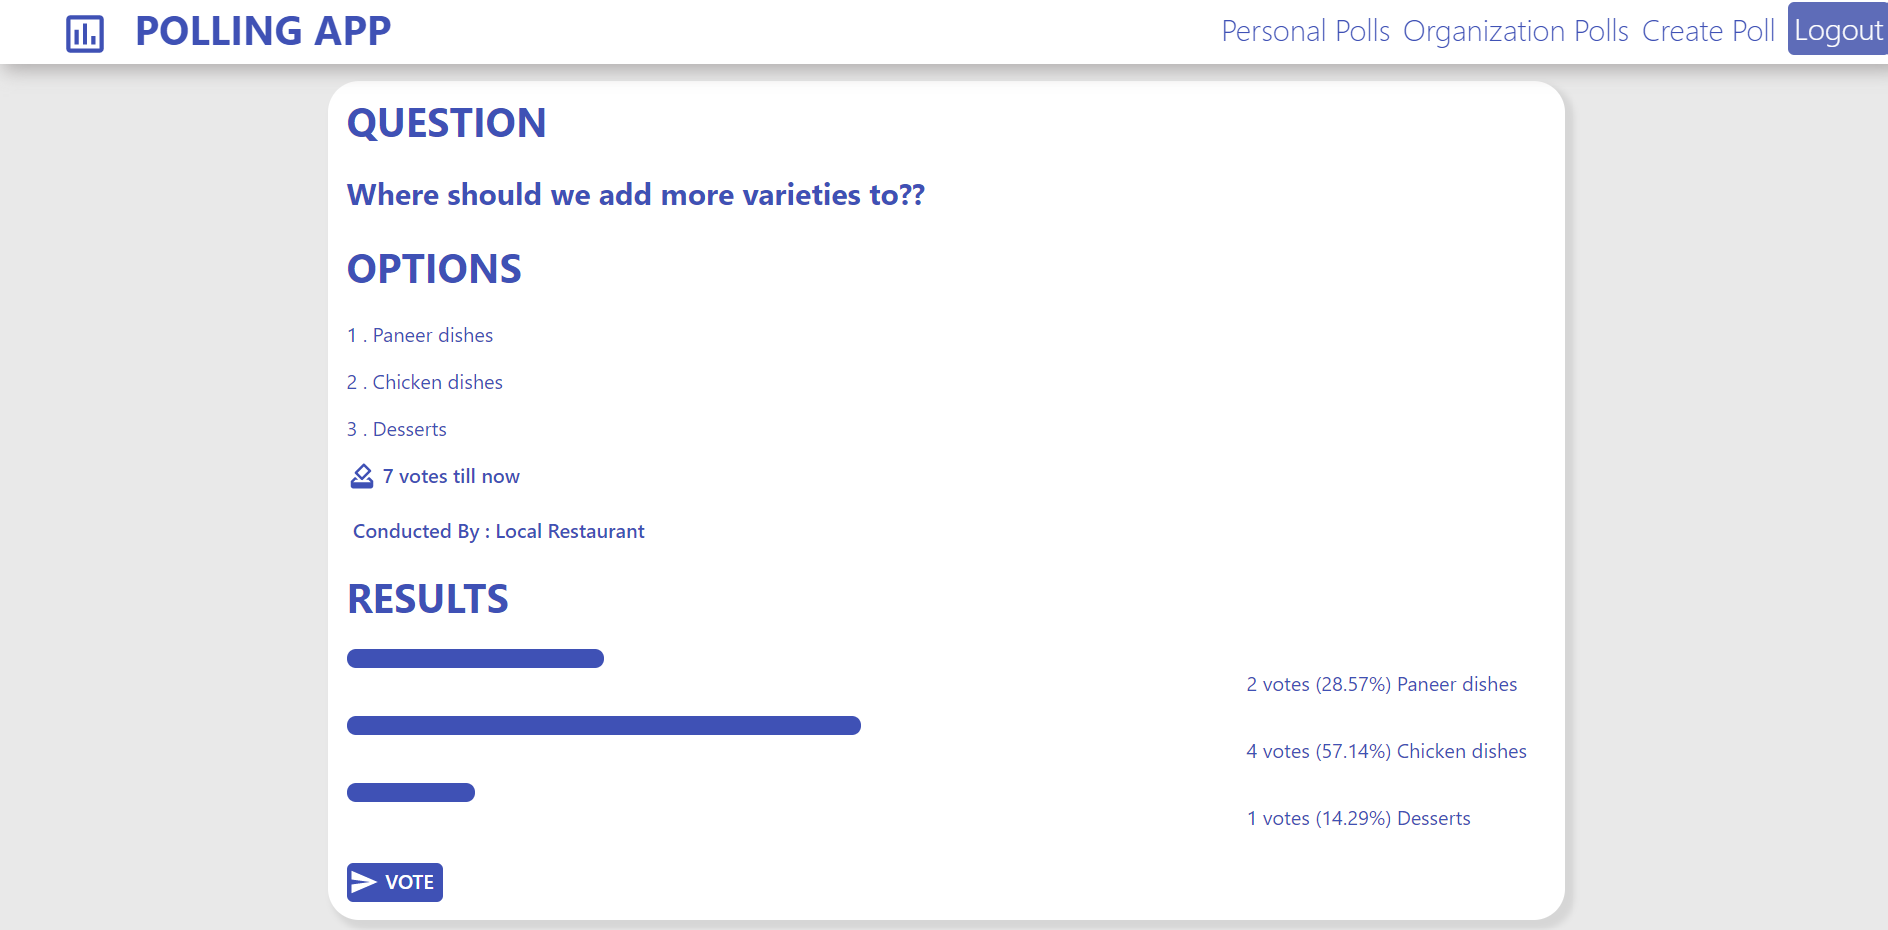 POLLING APP
Personal Polls Organization Polls Create Poll Logout
QUESTION
Where should we add more varieties to??
OPTIONS
1 . Paneer dishes
2 . Chicken dishes
3 . Desserts
7 votes till now
Conducted By : Local Restaurant
RESULTS
2 votes (28.57%) Paneer dishes
4 votes (57.14%) Chicken dishes
1 votes (14.29%) Desserts
VOTE